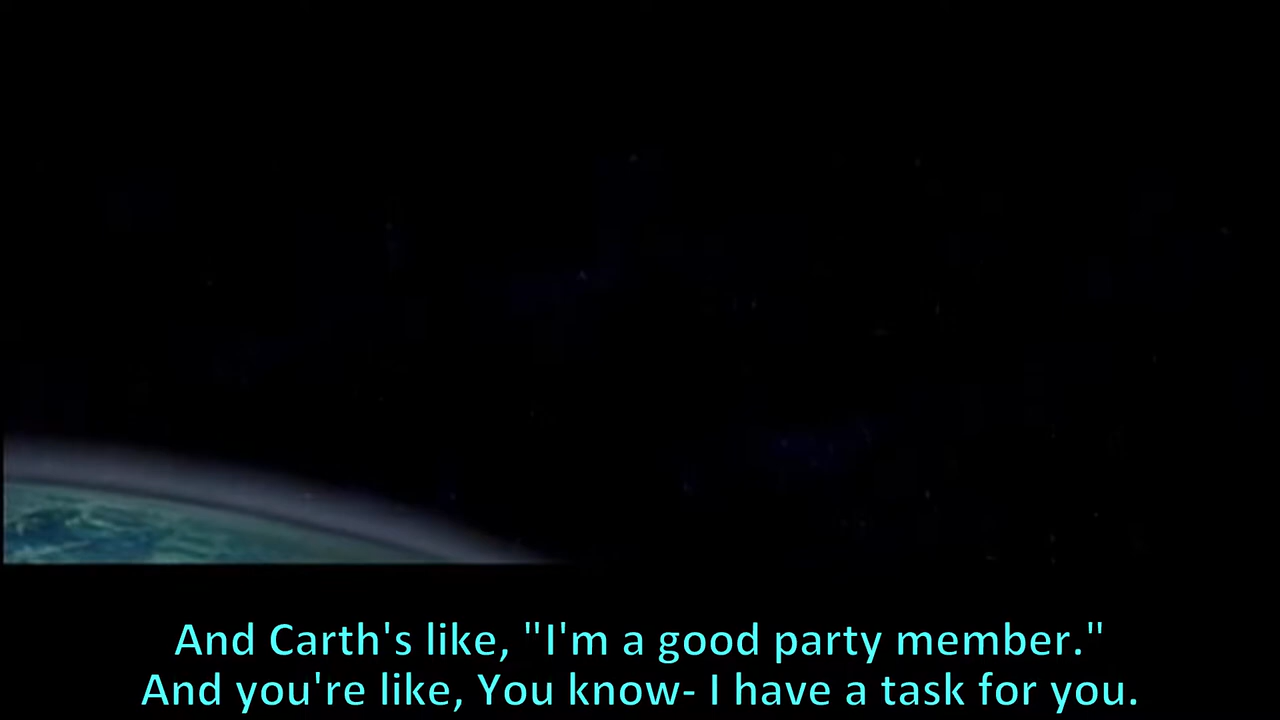 And Carth's like, "I'm a good party member."
And you're like, You know- I have a task for you.